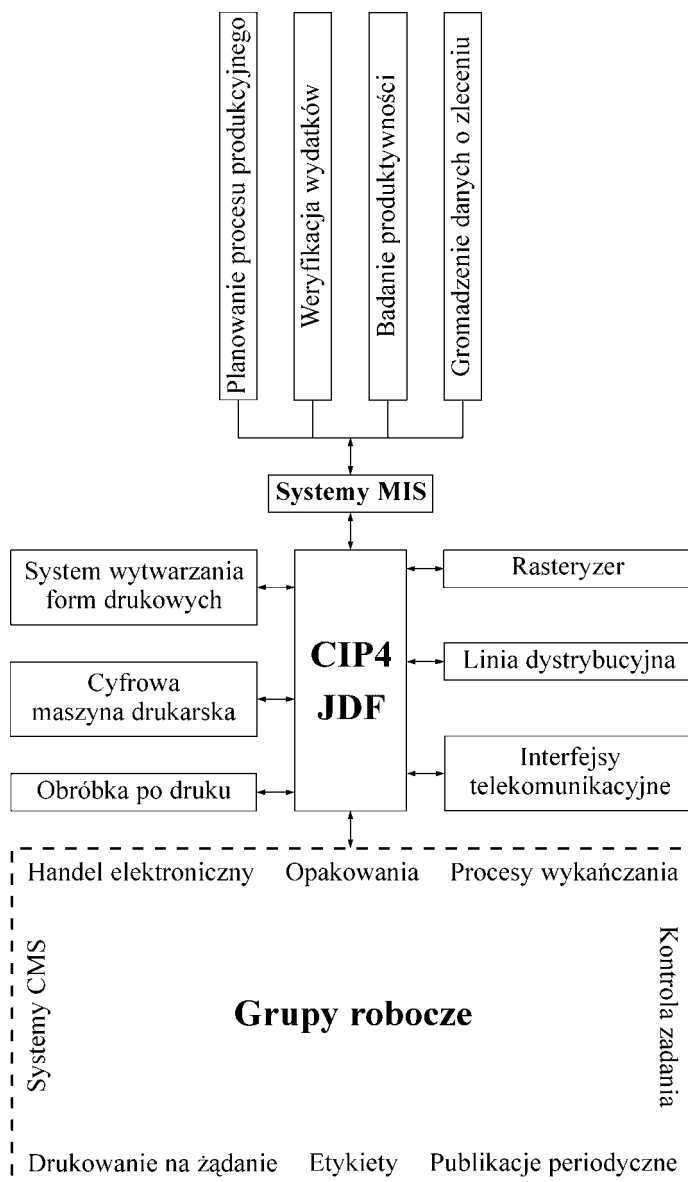 Planowanie procesu produkcyjnego
Weryfikacja wydatków
Badanie produktywności
Gromadzenie danych o zleceniu
Systemy MIS
System wytwarzania
form drukowych
Cyfrowa
maszyna drukarska
Obróbka po druku
CIP4
JDF
Rasteryzer
Linia dystrybucyjna
Interfejsy
telekomunikacyjne
Handel elektroniczny
Opakowania
Procesy wykańczania
Systemy CMS
Grupy robocze
Kontrola zadania
Drukowanie na żądanie
Etykiety
Publikacje periodyczne